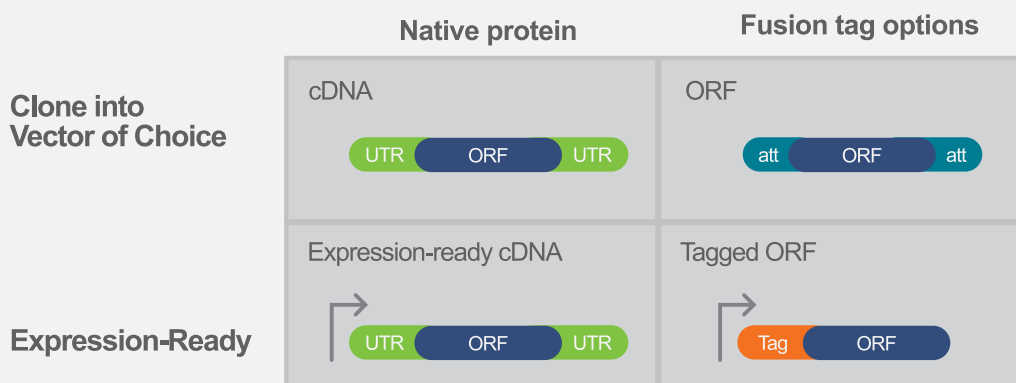 Native protein
Fusion tag options
Clone into
Vector of Choice
cDNA
UTR ORF UTR
ORF
att ORF att
Expression-Ready
Expression-ready cDNA
UTR ORF UTR
Tagged ORF
Tag ORF